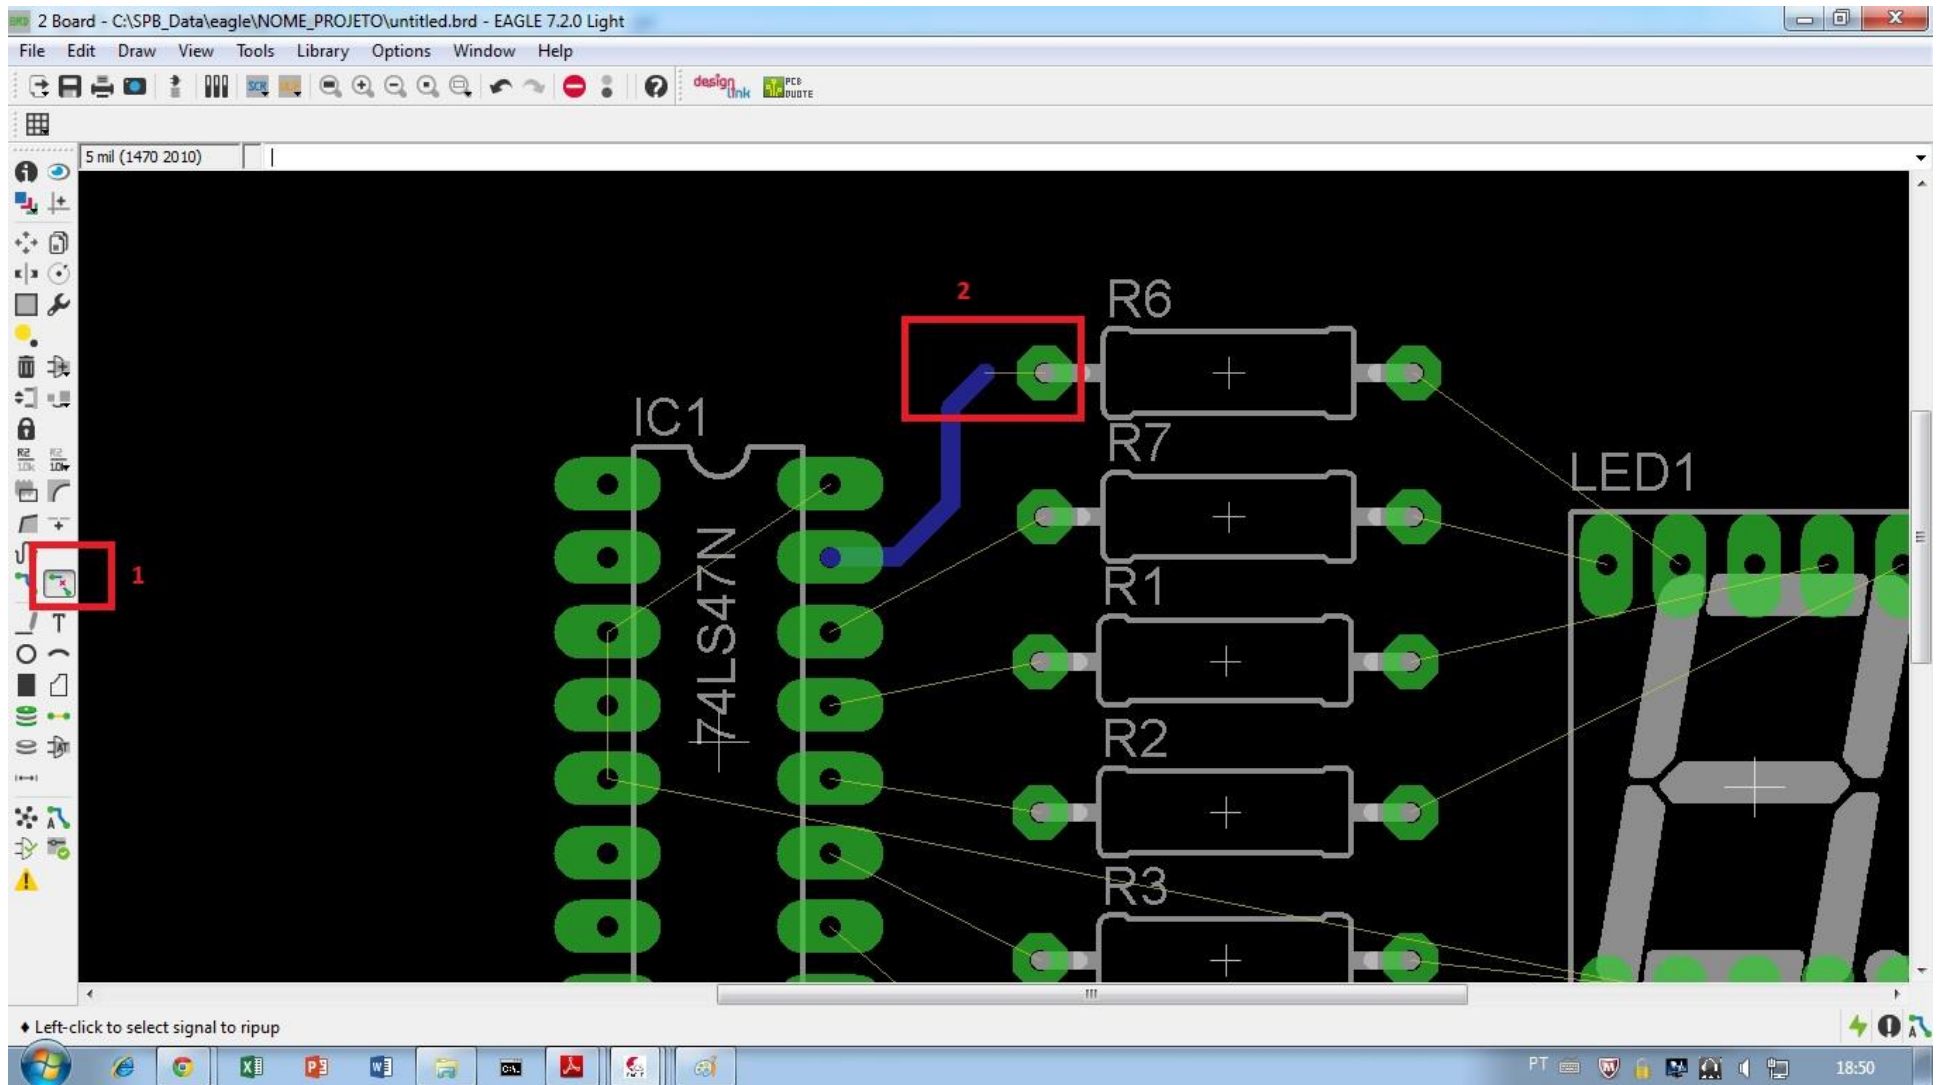 2 Board - C:\SPB_Data\eagle\NOME_PROJETO\untitled.brd - EAGLE 7.2.0 Light
File Edit Draw View Tools Library Options Window Help
SCR
design link
PCB QUOTE
5 mil (1470 2010)
2
R6
IC1
R7
LED1
1
74LS47N
R1
R2
R3
Left-click to select signal to ripup
PT
18:50